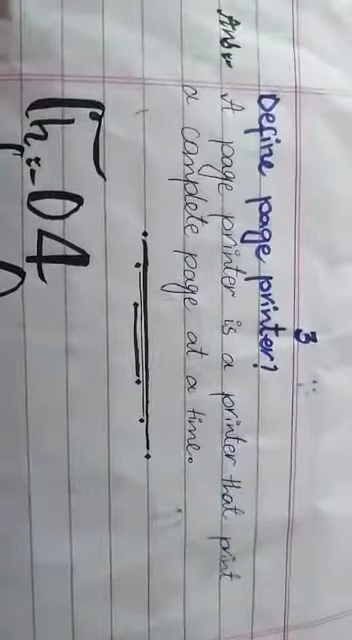 3
Define page printer?
Ans:- A page printer is a printer that print
a complete page at a time.
Ch:-04